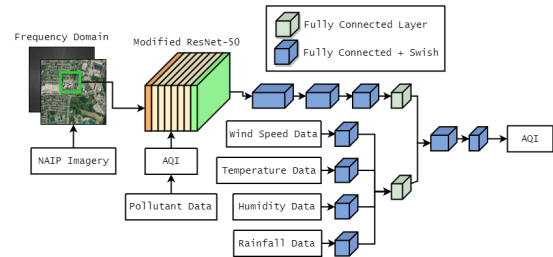 Frequency Domain
Modified ResNet-50
Fully Connected Layer
Fully Connected + Swish
NAIP Imagery
AQI
Pollutant Data
Wind Speed Data
Temperature Data
Humidity Data
Rainfall Data
AQI